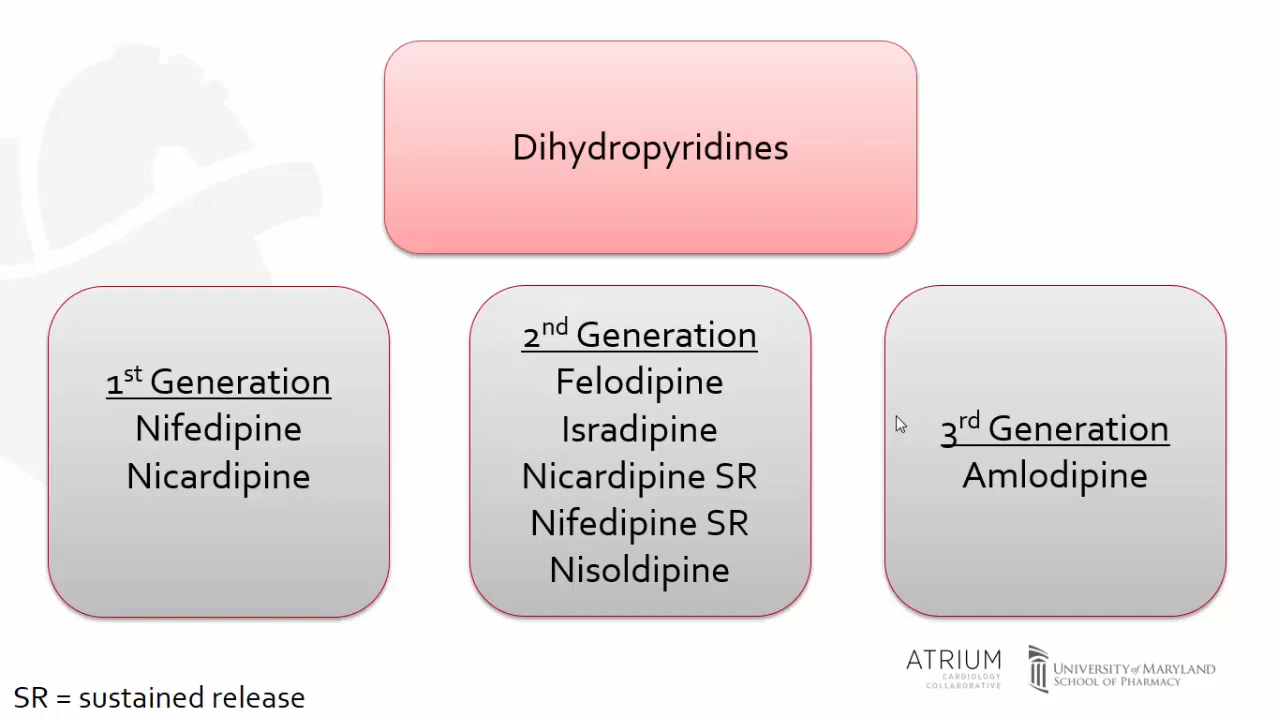 Dihydropyridines
1st Generation
Nifedipine
Nicardipine
2nd Generation
Felodipine
Isradipine
Nicardipine SR
Nifedipine SR
Nisoldipine
3rd Generation
Amlodipine
ATRIUM
CARDIOLOGY
COLLABORATIVE
UNIVERSITY of MARYLAND
SCHOOL OF PHARMACY
SR = sustained release